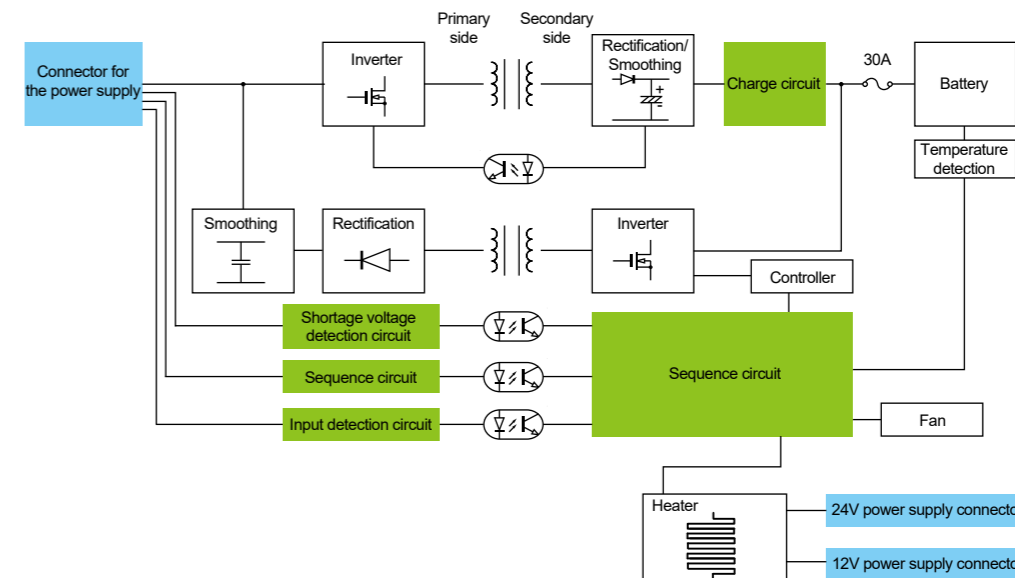 Primary
side
Secondary
side
Connector for
the power supply
Inverter
Rectification/
Smoothing
+
-
Charge circuit
30A
Battery
Temperature
detection
Smoothing
Rectification
Inverter
Controller
Shortage voltage
detection circuit
Sequence circuit
Sequence circuit
Input detection circuit
Fan
Heater
24V power supply connecto
12V power supply connecto